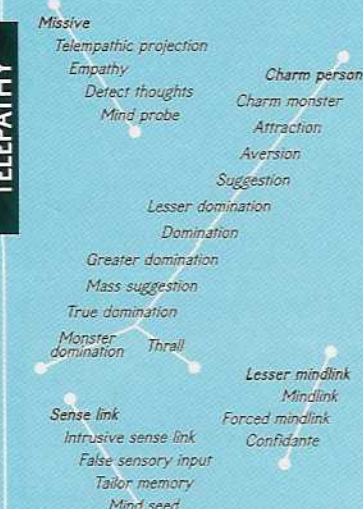 TELEPATHY
Missive
Telempathic projection
Empathy
Detect thoughts
Mind probe
Charm person
Charm monster
Attraction
Aversion
Suggestion
Lesser domination
Domination
Greater domination
Mass suggestion
True domination
Monster
domination
Thrall
Lesser mindlink
Mindlink
Forced mindlink
Confidante
Sense link
Intrusive sense link
False sensory input
Tailor memory
Mind seed